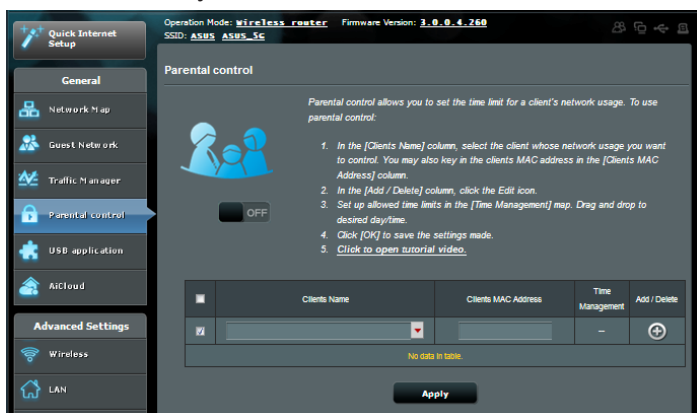 Quick Internet
Setup
Operation Mode: Wireless router Firmware Version: 3.0.0.4.260
SSID: ASUS ASUS_5G
General
Network Map
Guest Network
Traffic Manager
Parental control
USB application
AiCloud
Advanced Settings
Wireless
LAN
Parental control
Parental control allows you to set the time limit for a client's network usage. To use
parental control:
1. In the [Clients Name] column, select the client whose network usage you want
to control. You may also key in the clients MAC address in the [Clients MAC
Address] column.
2. In the [Add / Delete] column, click the Edit icon.
3. Set up allowed time limits in the [Time Management] map. Drag and drop to
desired day/time.
4. Click [OK] to save the settings made.
5. Click to open tutorial video.
OFF
Clients Name Clients MAC Address Time Management Add / Delete
–
No data in table.
Apply